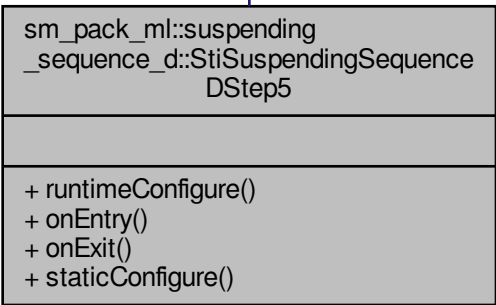 sm_pack_ml::suspending
_sequence_d::StiSuspendingSequence
DStep5
+ runtimeConfigure()
+ onEntry()
+ onExit()
+ staticConfigure()